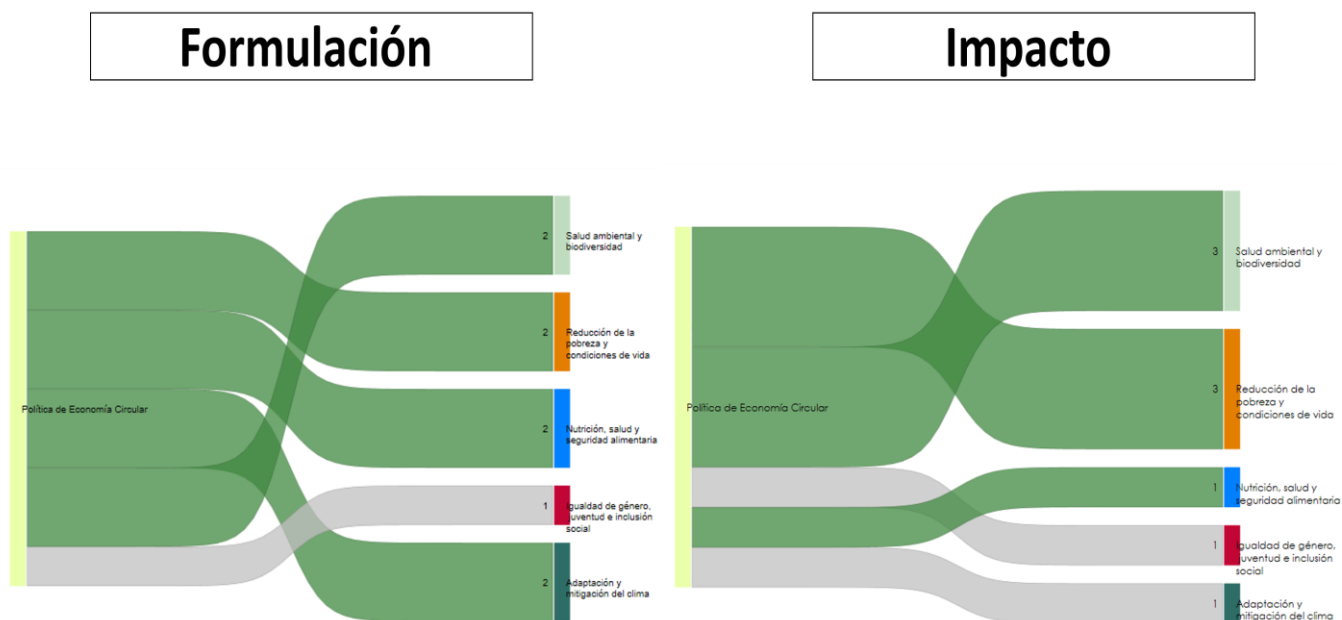 Formulación
Política de Economía Circular
2
Salud ambiental y
biodiversidad
2
Reducción de la
pobreza y
condiciones de vida
2
Nutrición, salud y
seguridad alimentaria
1
Igualdad de género,
juventud e inclusión
social
2
Adaptación y
mitigación del clima
Impacto
Política de Economía Circular
3
Salud ambiental y
biodiversidad
3
Reducción de la
pobreza y
condiciones de vida
1
Nutrición, salud y
seguridad alimentaria
1
Igualdad de género,
juventud e inclusión
social
1
Adaptación y
mitigación del clima